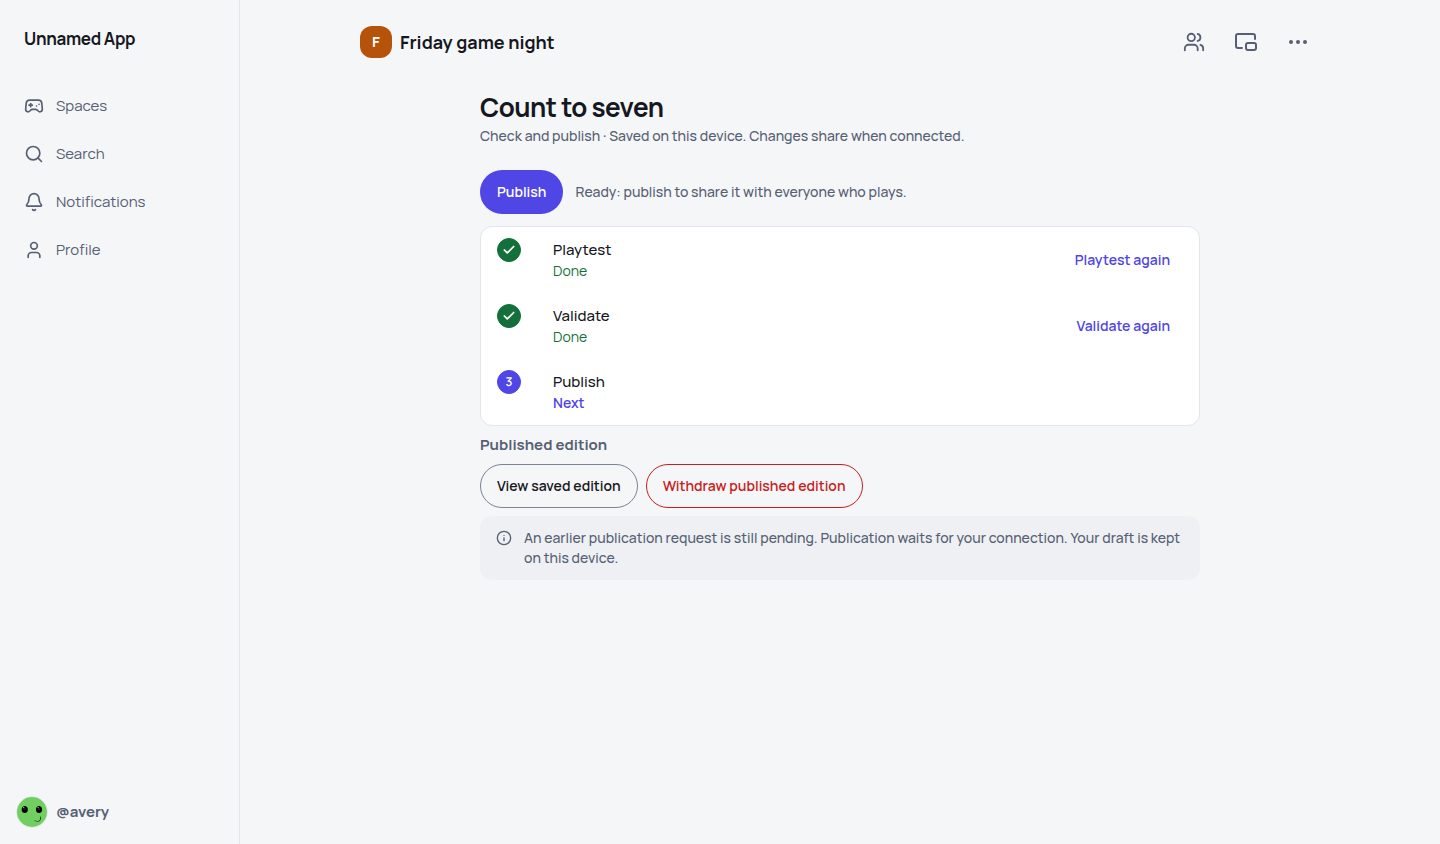 Unnamed App
Spaces
Search
Notifications
Profile
@avery
F
Friday game night
Count to seven
Check and publish · Saved on this device. Changes share when connected.
Publish
Ready: publish to share it with everyone who plays.
Playtest
Done
Playtest again
Validate
Done
Validate again
3
Publish
Next
Published edition
View saved edition
Withdraw published edition
An earlier publication request is still pending. Publication waits for your connection. Your draft is kept
on this device.